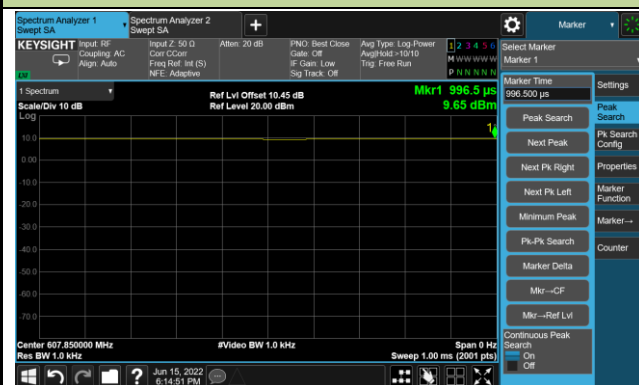 Spectrum Analyzer 1
Swept SA
Spectrum Analyzer 2
Swept SA
+
Marker
KEYSIGHT
Input: RF
Coupling: AC
Align: Auto
Input Z: 50 Ω
Corr CCorr
Freq Ref: Int (S)
NFE: Adaptive
Atten: 20 dB
PNO: Best Close
Gate: Off
IF Gain: Low
Sig Track: Off
Avg Type: Log-Power
Avg|Hold:>10/10
Trig: Free Run
1 2 3 4 5 6
M W W W W W
P N N N N N
Select Marker
Marker 1
1 Spectrum
Scale/Div 10 dB
Log
Ref Lvl Offset 10.45 dB
Ref Level 20.00 dBm
Mkr1 996.5 µs
9.65 dBm
1
10.0
0.00
-10.0
-20.0
-30.0
-40.0
-50.0
-60.0
-70.0
Center 607.850000 MHz
Res BW 1.0 kHz
#Video BW 1.0 kHz
Span 0 Hz
Sweep 1.00 ms (2001 pts)
Marker Time
996.500 µs
Peak Search
Next Peak
Next Pk Right
Next Pk Left
Minimum Peak
Pk-Pk Search
Marker Delta
Mkr→CF
Mkr→Ref Lvl
Continuous Peak
Search
On
Off
Settings
Peak
Search
Pk Search
Config
Properties
Marker
Function
Marker→
Counter
?
Jun 15, 2022
6:14:51 PM